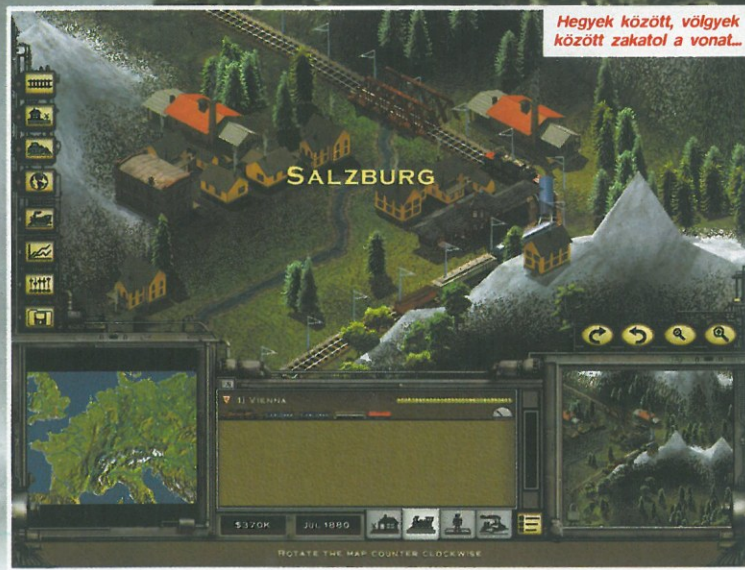 Hegyek között, völgyek
között zakatol a vonat...
SALZBURG
1) VIENNA
$370K
JUL 1880
ROTATE THE MAP COUNTER CLOCKWISE